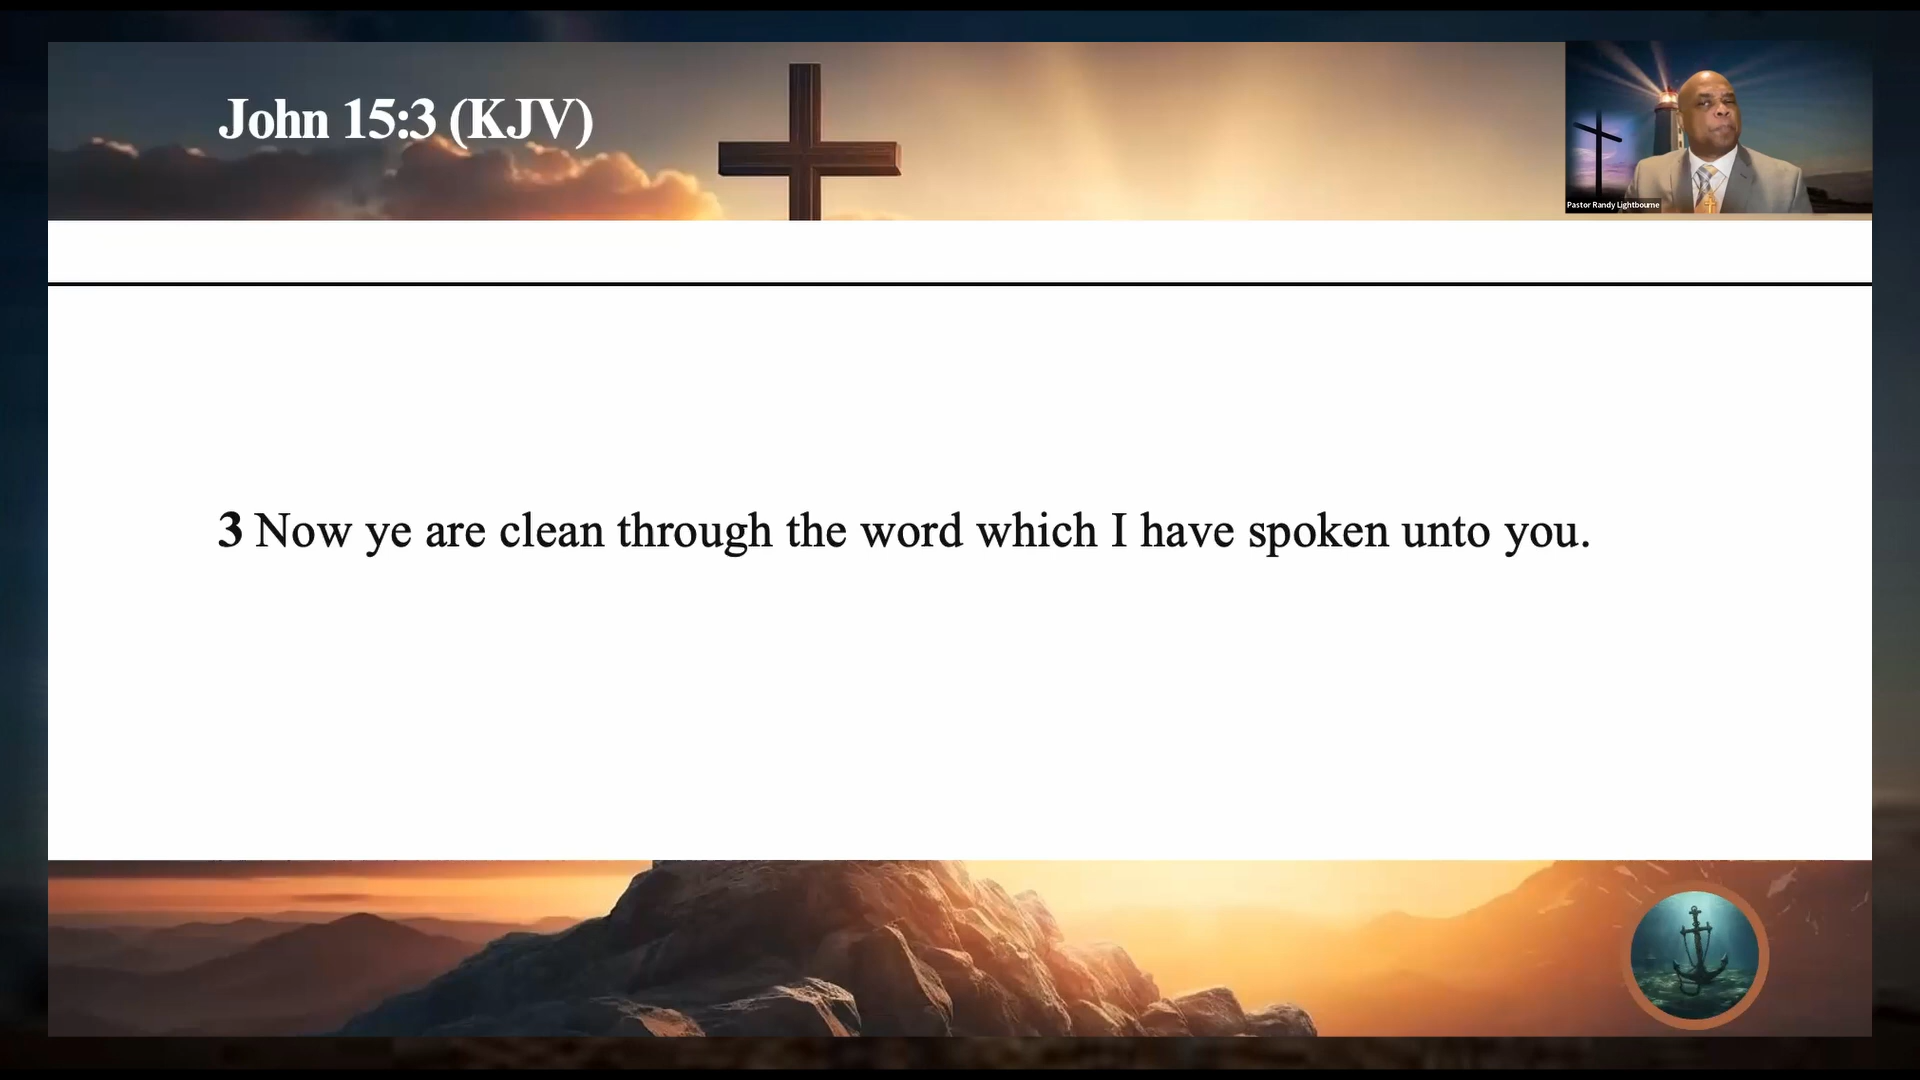 John 15:3 (KJV)
Pastor Randy Lightbourne
3 Now ye are clean through the word which I have spoken unto you.